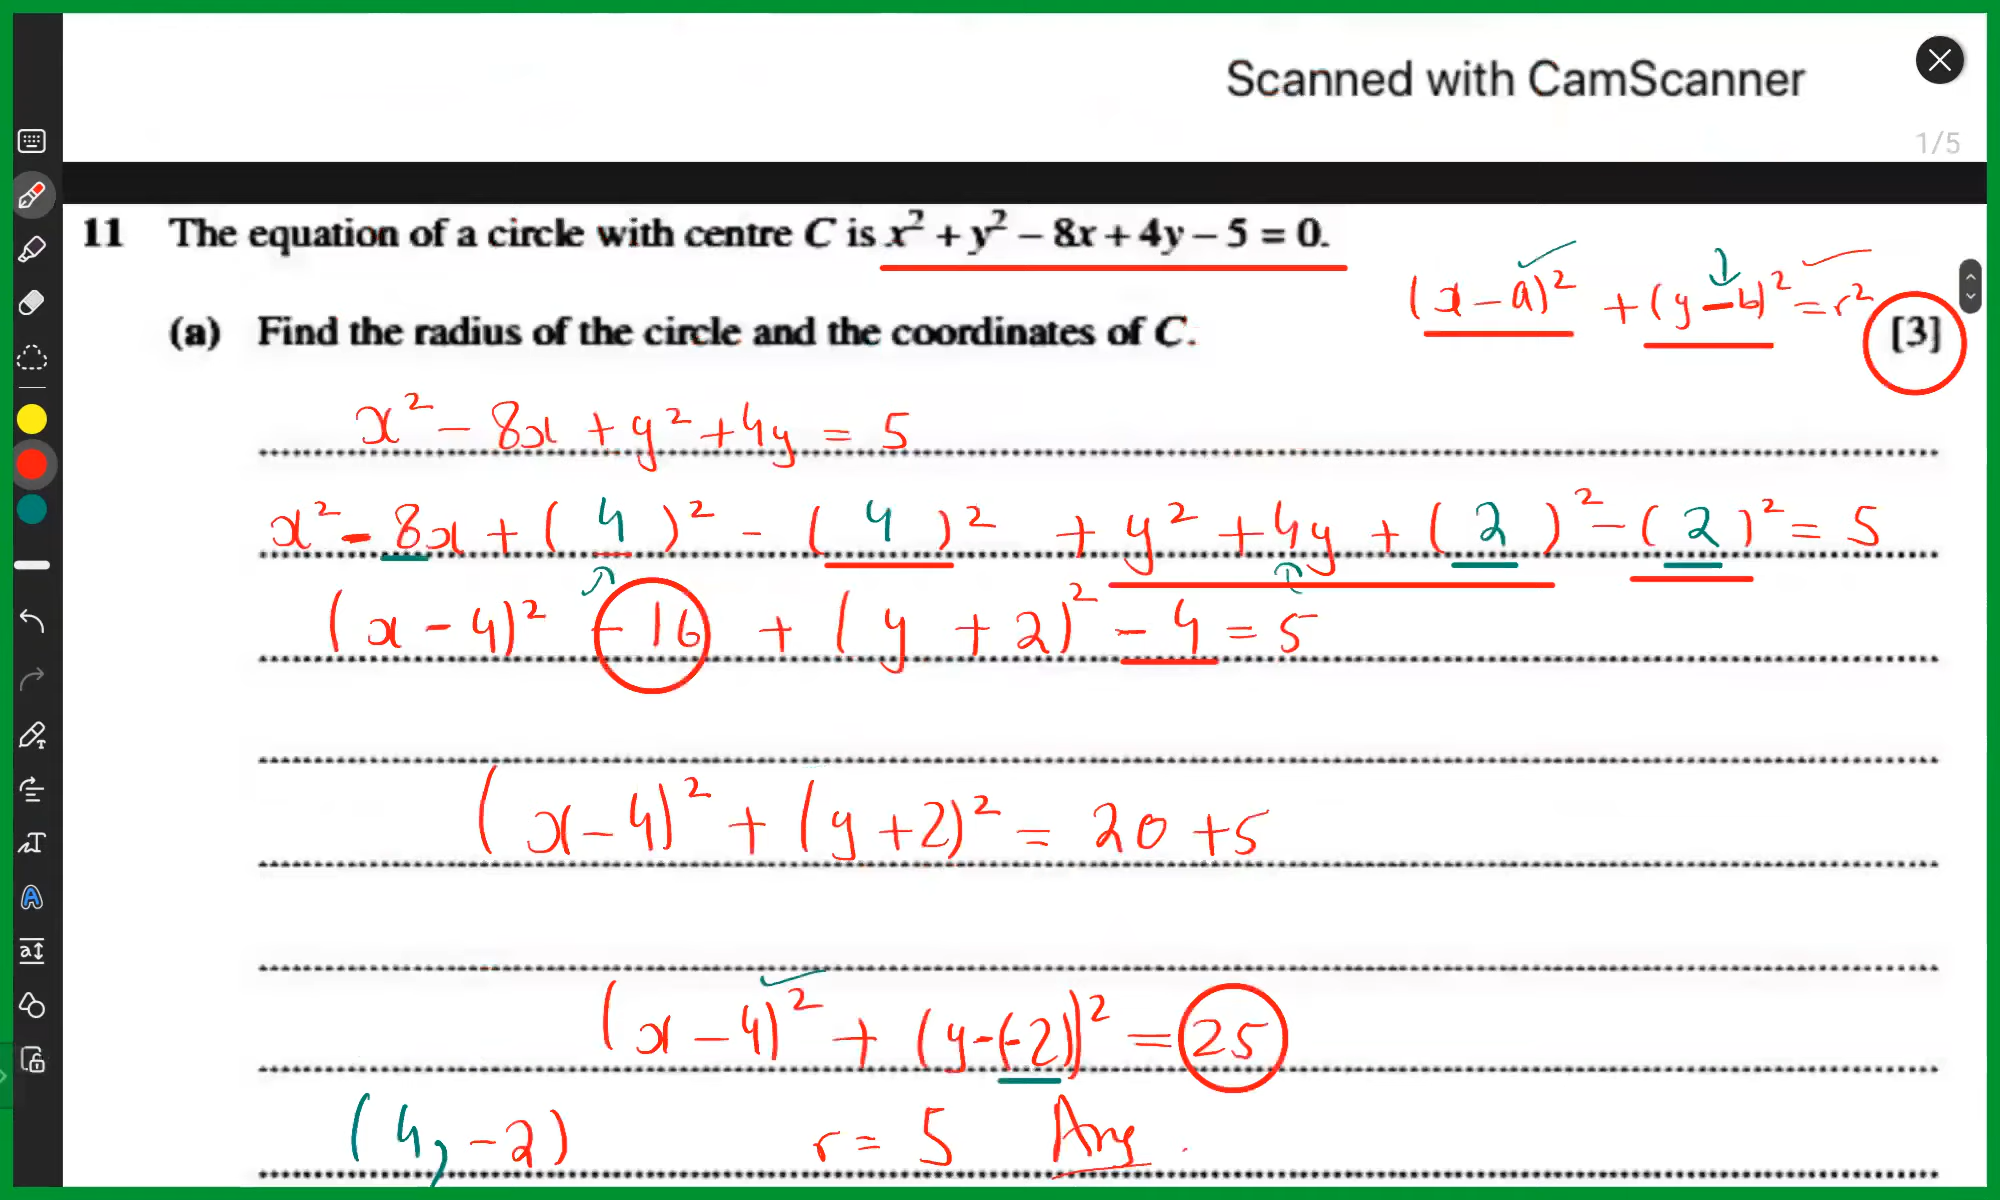 Scanned with CamScanner
1/5
11 The equation of a circle with centre C is x² + y² – 8x + 4y – 5 = 0.
(x – a)² + (y – b)² = r²
(a) Find the radius of the circle and the coordinates of C. [3]
x² – 8x + y² + 4y = 5
x² – 8x + (4)² – (4)² + y² + 4y + (2)² – (2)² = 5
(x – 4)² – 16 + (y + 2)² – 4 = 5
(x – 4)² + (y + 2)² = 20 + 5
(x – 4)² + (y – (–2))² = 25
(4, –2) r = 5 Ans.